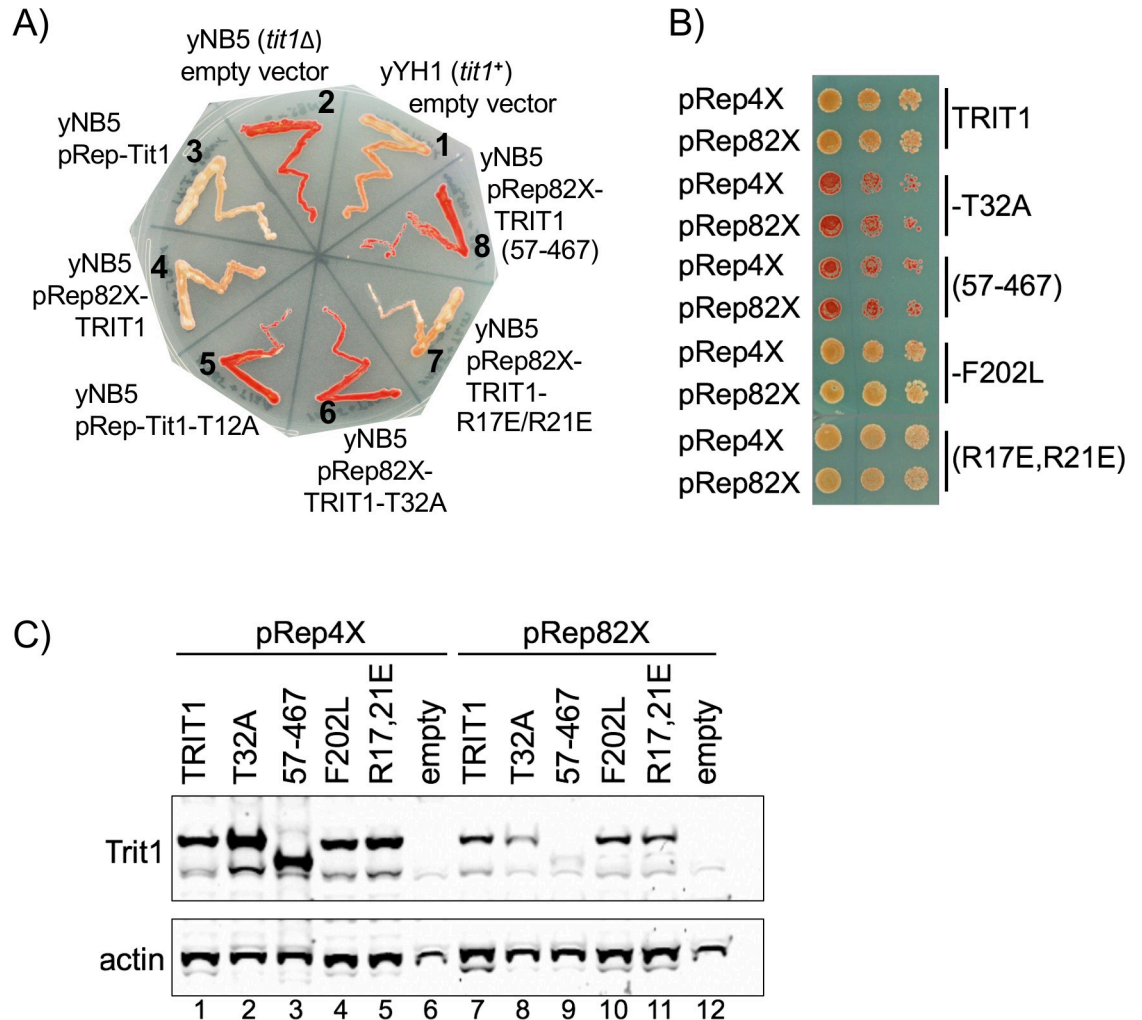 A)
yNB5 (tit1Δ)
empty vector
yYH1 (tit1⁺)
empty vector
yNB5
pRep-Tit1
yNB5
pRep82X-
TRIT1
(57-467)
yNB5
pRep82X-
TRIT1
yNB5
pRep82X-
TRIT1-
R17E/R21E
yNB5
pRep-Tit1-T12A
yNB5
pRep82X-
TRIT1-T32A
1
2
3
4
5
6
7
8
B)
pRep4X
pRep82X
TRIT1
pRep4X
pRep82X
-T32A
pRep4X
pRep82X
(57-467)
pRep4X
pRep82X
-F202L
pRep4X
pRep82X
(R17E,R21E)
C)
pRep4X pRep82X
TRIT1 T32A 57-467 F202L R17,21E empty TRIT1 T32A 57-467 F202L R17,21E empty
Trit1
actin
1 2 3 4 5 6 7 8 9 10 11 12